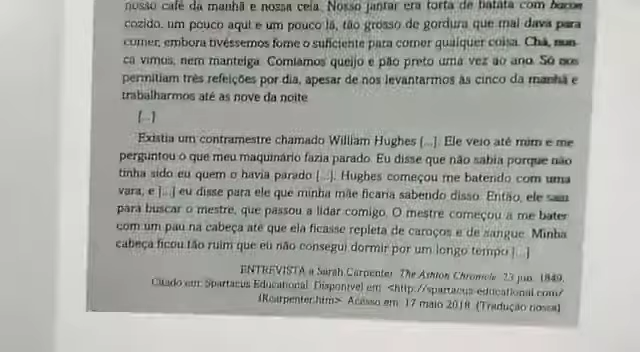 nosso café da manhã e nossa ceia. Nosso jantar era torta de batata com bacon
cozido, um pouco aqui e um pouco lá, tão grosso de gordura que mal dava para
comer, embora tivéssemos fome o suficiente para comer qualquer coisa. Chá, nun-
ca vimos, nem manteiga. Comíamos queijo e pão preto uma vez ao ano. Só nos
permitiam três refeições por dia, apesar de nos levantarmos às cinco da manhã e
trabalharmos até as nove da noite.
[...]
Existia um contramestre chamado William Hughes [...]. Ele veio até mim e me
perguntou o que meu maquinário fazia parado. Eu disse que não sabia porque não
tinha sido eu quem o havia parado [...]. Hughes começou me batendo com uma
vara, e [...] eu disse para ele que minha mãe ficaria sabendo disso. Então, ele saiu
para buscar o mestre, que passou a lidar comigo. O mestre começou a me bater
com um pau na cabeça até que ela ficasse repleta de caroços e de sangue. Minha
cabeça ficou tão ruim que eu não consegui dormir por um longo tempo [...]
ENTREVISTA a Sarah Carpenter. The Ashton Chronicle. 23 jun. 1849.
Citado em: Spartacus Educational. Disponível em: <http://spartacus-educational.com/
IRcarpenter.htm>. Acesso em: 17 maio 2018. (Tradução nossa)